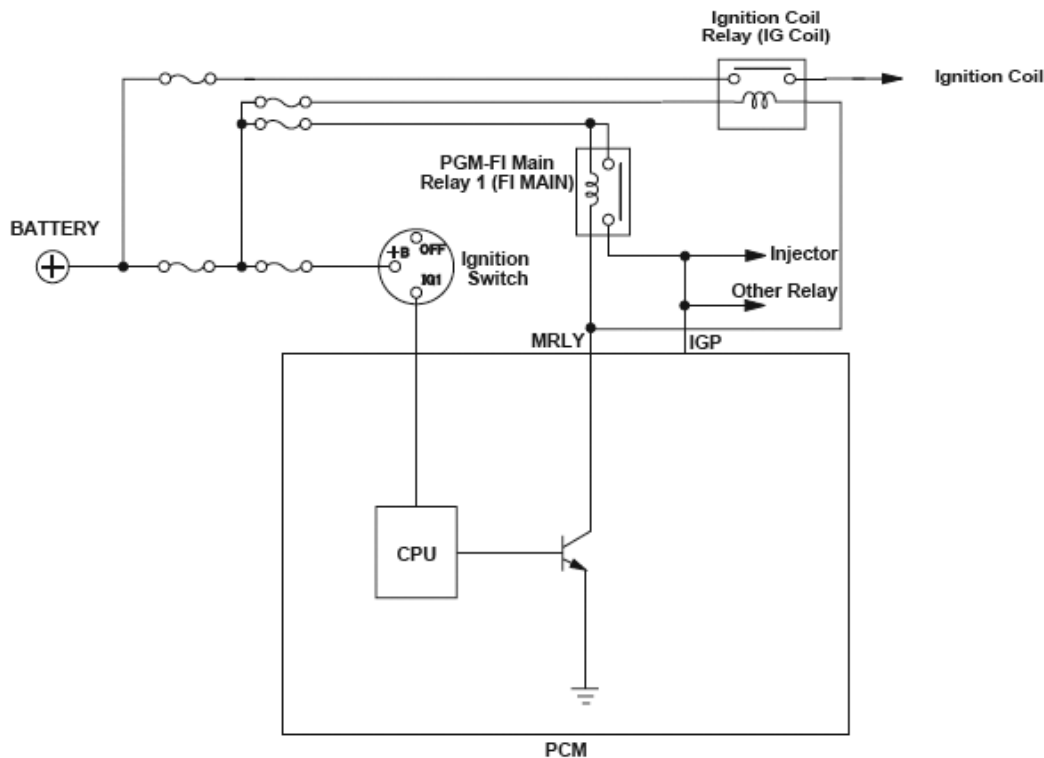 Ignition Coil
Relay (IG Coil)
Ignition Coil
PGM-FI Main
Relay 1 (FI MAIN)
BATTERY
+B
OFF
IG1
Ignition
Switch
Injector
Other Relay
MRLY
IGP
CPU
PCM